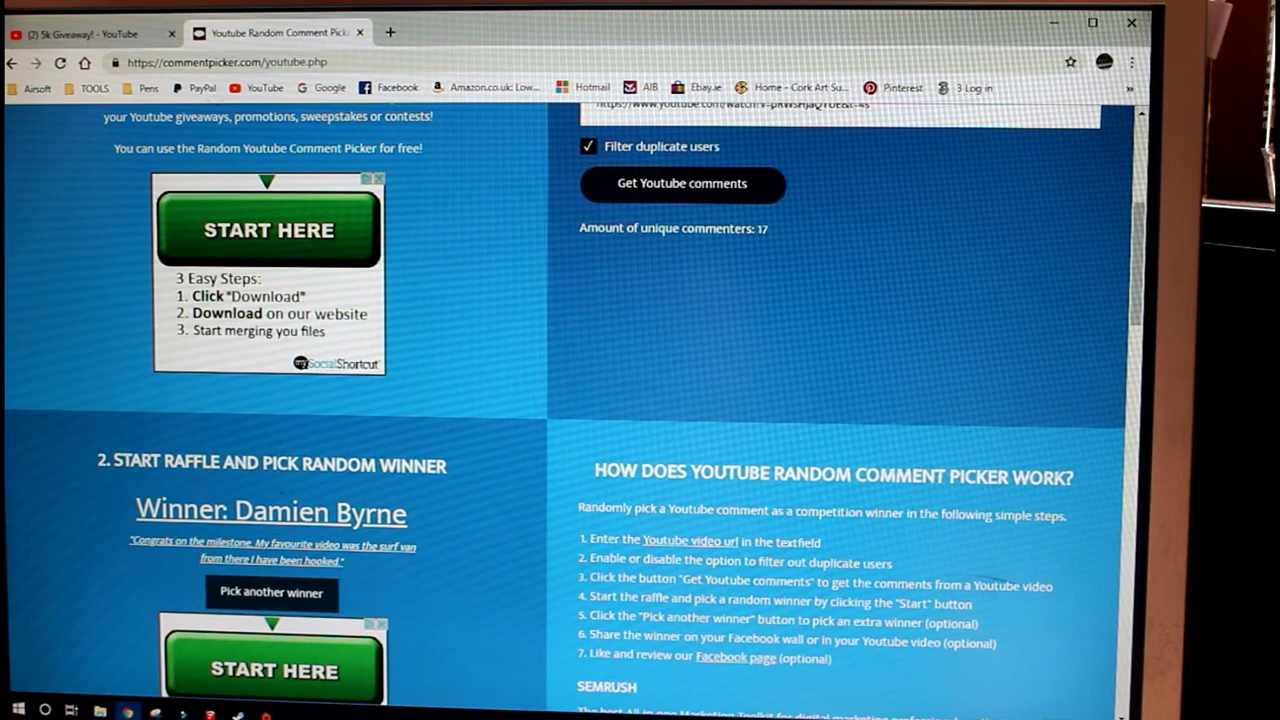 (2) 5k Giveaway! - YouTube
Youtube Random Comment Pick
https://commentpicker.com/youtube.php
Airsoft TOOLS Pens PayPal YouTube Google Facebook Amazon.co.uk: Low... Hotmail AIB Ebay.ie Home - Cork Art Su... Pinterest 3 Log in »
your Youtube giveaways, promotions, sweepstakes or contests!
You can use the Random Youtube Comment Picker for free!
START HERE
3 Easy Steps:
1. Click "Download"
2. Download on our website
3. Start merging you files
my SocialShortcut
Filter duplicate users
Get Youtube comments
Amount of unique commenters: 17
2. START RAFFLE AND PICK RANDOM WINNER
Winner: Damien Byrne
"Congrats on the milestone. My favourite video was the surf van
from there I have been hooked."
Pick another winner
START HERE
HOW DOES YOUTUBE RANDOM COMMENT PICKER WORK?
Randomly pick a Youtube comment as a competition winner in the following simple steps.
1. Enter the Youtube video url in the textfield
2. Enable or disable the option to filter out duplicate users
3. Click the button "Get Youtube comments" to get the comments from a Youtube video
4. Start the raffle and pick a random winner by clicking the "Start" button
5. Click the "Pick another winner" button to pick an extra winner (optional)
6. Share the winner on your Facebook wall or in your Youtube video (optional)
7. Like and review our Facebook page (optional)
SEMRUSH